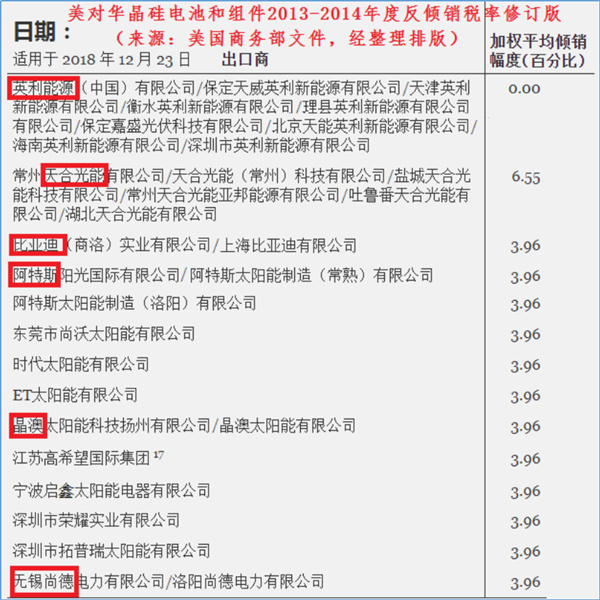 美对华晶硅电池和组件2013-2014年度反倾销税率修订版
日期：
（来源：美国商务部文件，经整理排版）
加权平均倾销
适用于 2018 年 12 月 23 日 出口商
幅度(百分比)
英利能源（中国）有限公司/保定天威英利新能源有限公司/天津英利 0.00
新能源有限公司/衡水英利新能源有限公司/理县英利新能源有限公司
有限公司/保定嘉盛光伏科技有限公司/北京天能英利新能源有限公司/
海南英利新能源有限公司/深圳市英利新能源有限公司
常州天合光能有限公司/天合光能（常州）科技有限公司/盐城天合光 6.55
能科技有限公司/常州天合光能亚邦能源有限公司/吐鲁番天合光能有
限公司/湖北天合光能有限公司
比亚迪（商洛）实业有限公司/上海比亚迪有限公司 3.96
阿特斯阳光国际有限公司/阿特斯太阳能制造（常熟）有限公司 3.96
阿特斯太阳能制造（洛阳）有限公司 3.96
东莞市尚沃太阳能有限公司 3.96
时代太阳能有限公司 3.96
ET太阳能有限公司 3.96
晶澳太阳能科技扬州有限公司/晶澳太阳能有限公司 3.96
江苏高希望国际集团 17 3.96
宁波启鑫太阳能电器有限公司 3.96
深圳市荣耀实业有限公司 3.96
深圳市拓普瑞太阳能有限公司 3.96
无锡尚德电力有限公司/洛阳尚德电力有限公司 3.96